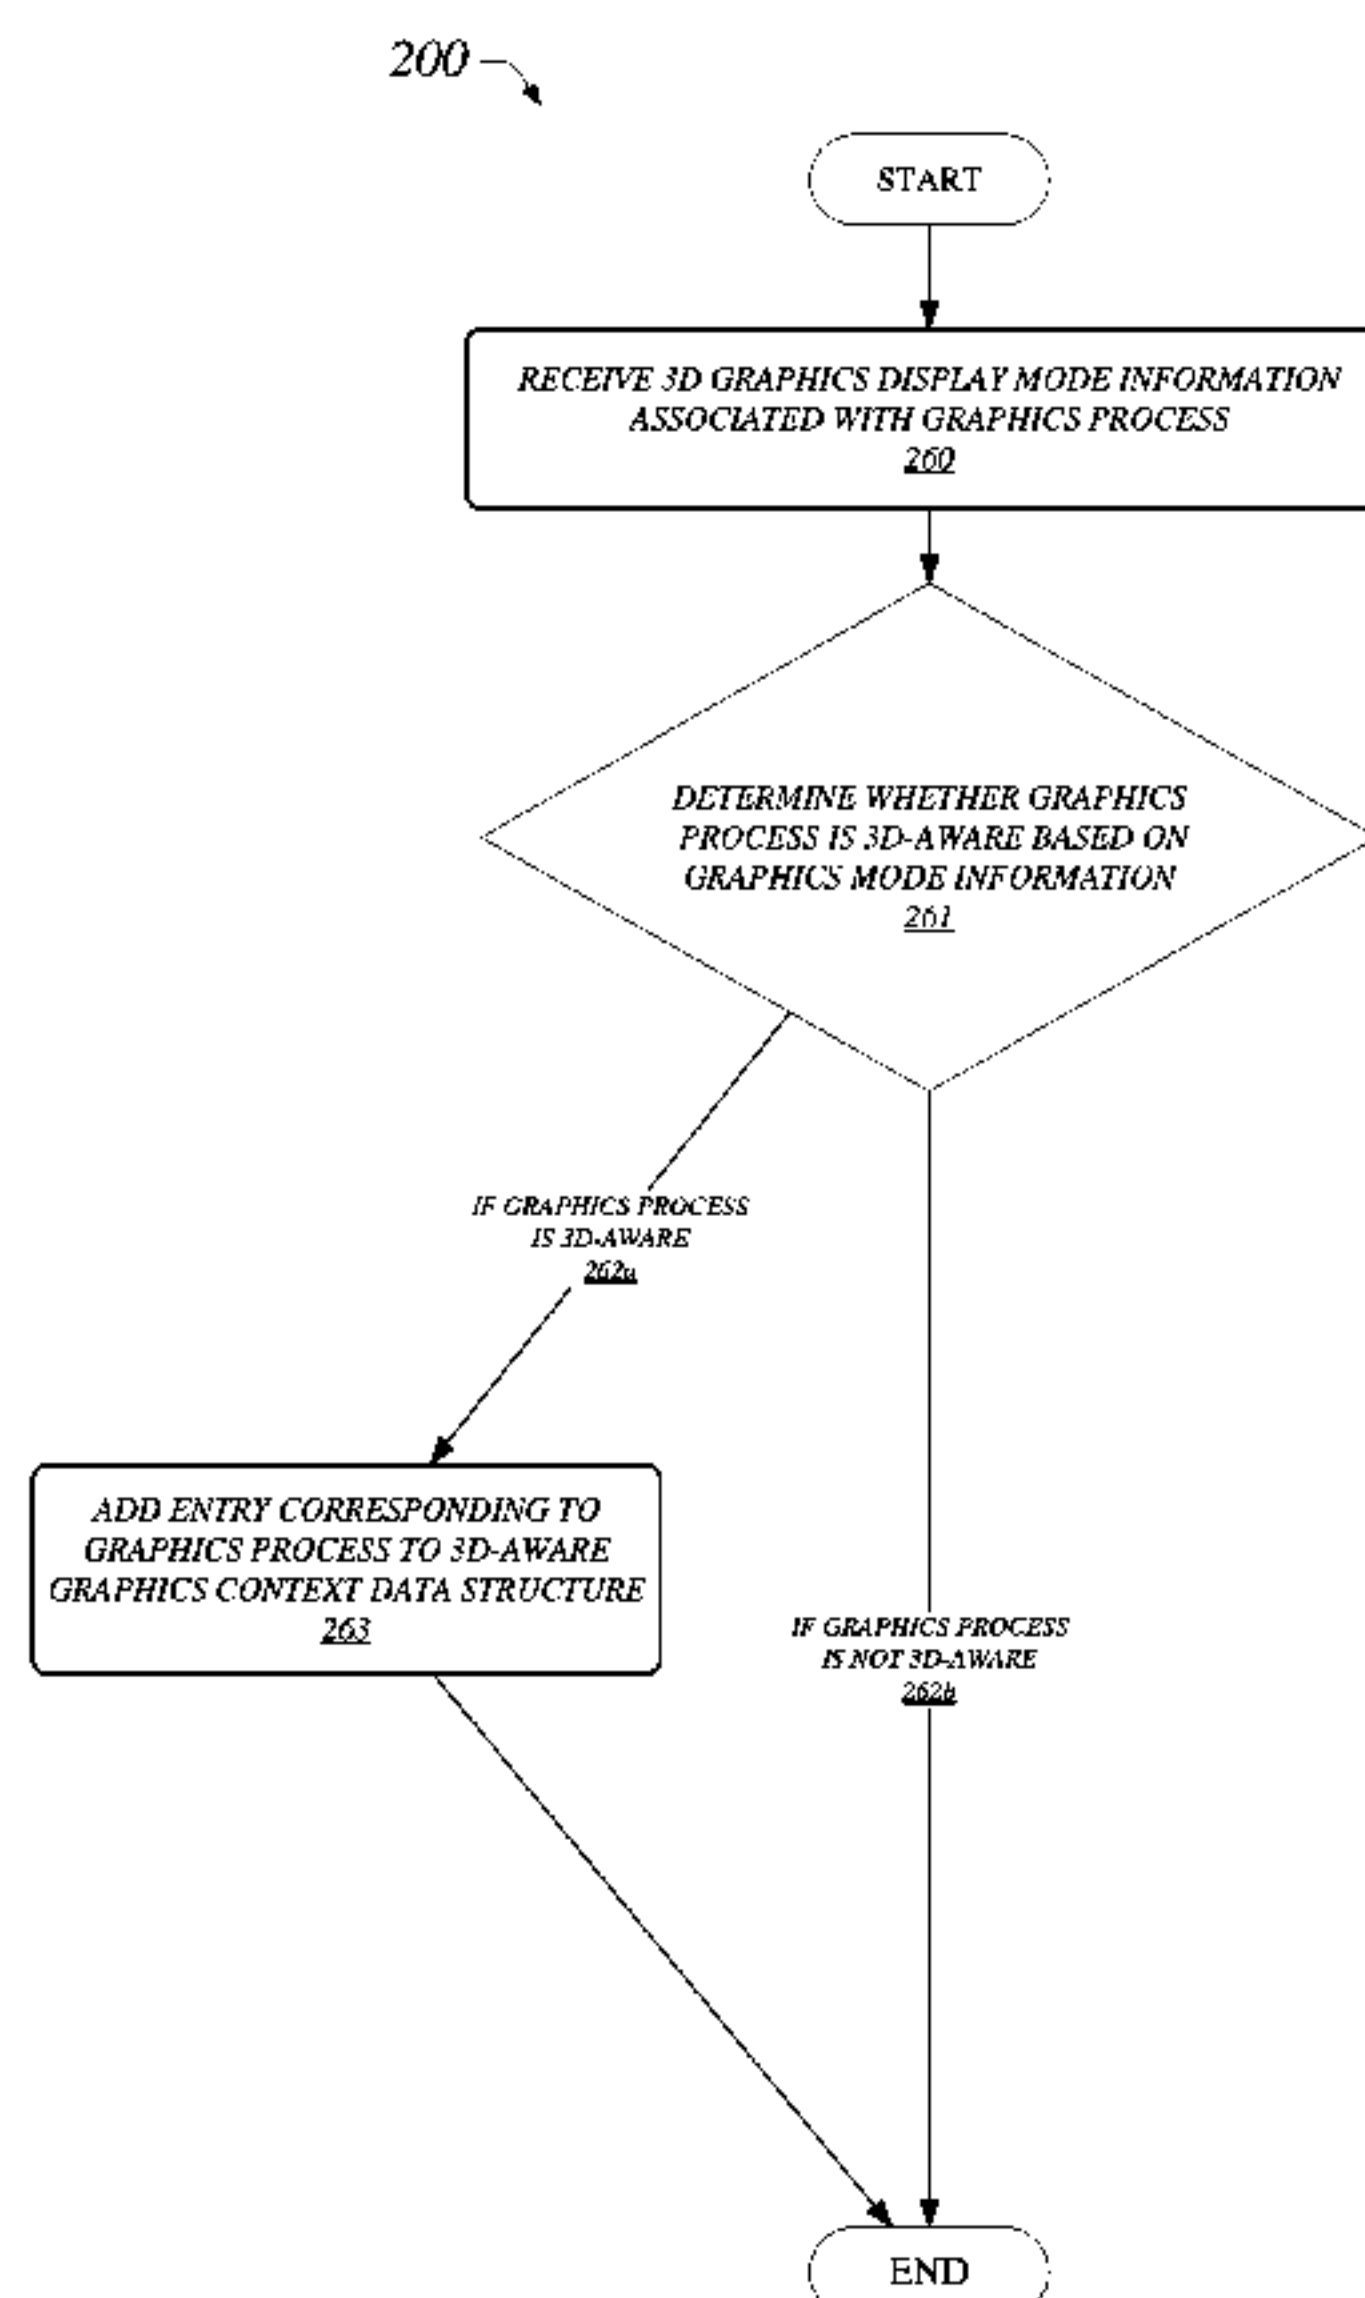 200
START
RECEIVE 3D GRAPHICS DISPLAY MODE INFORMATION
ASSOCIATED WITH GRAPHICS PROCESS
260
DETERMINE WHETHER GRAPHICS
PROCESS IS 3D-AWARE BASED ON
GRAPHICS MODE INFORMATION
261
IF GRAPHICS PROCESS
IS 3D-AWARE
262a
ADD ENTRY CORRESPONDING TO
GRAPHICS PROCESS TO 3D-AWARE
GRAPHICS CONTEXT DATA STRUCTURE
263
IF GRAPHICS PROCESS
IS NOT 3D-AWARE
262b
END